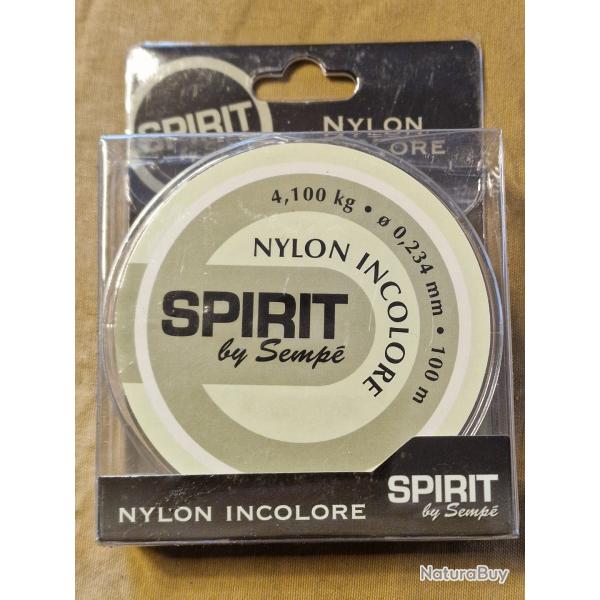 SPIRIT
NYLON
INCOLORE
4,100 kg • ø 0,234 mm • 100 m
NYLON INCOLORE
SPIRIT
by Sempé
NYLON INCOLORE
SPIRIT
by Sempé
NaturaBuy